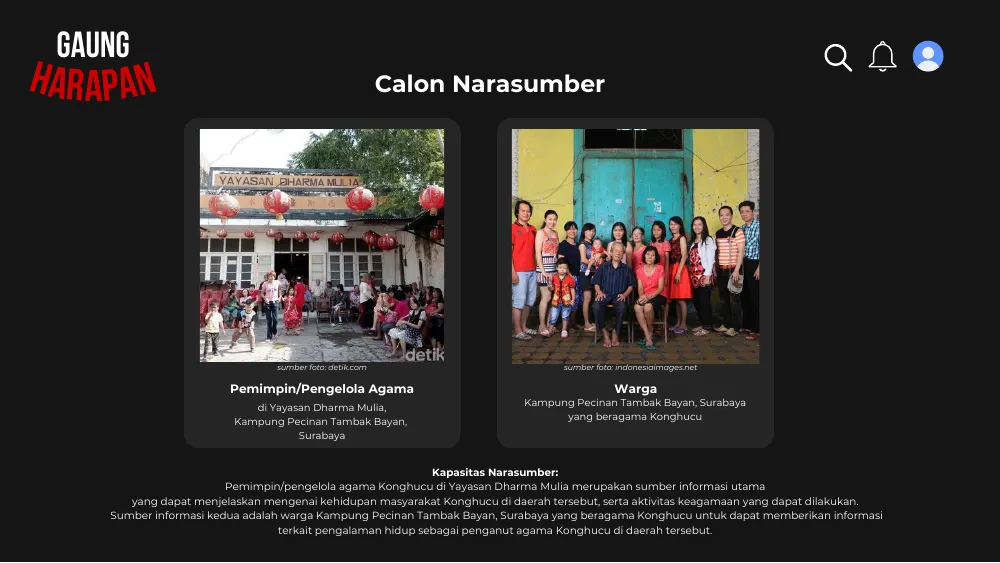 GAUNG
HARAPAN
Calon Narasumber
YAYASAN DHARMA MULIA
detik
sumber foto: detik.com
Pemimpin/Pengelola Agama
di Yayasan Dharma Mulia,
Kampung Pecinan Tambak Bayan,
Surabaya
sumber foto: indonesiaimages.net
Warga
Kampung Pecinan Tambak Bayan, Surabaya
yang beragama Konghucu
Kapasitas Narasumber:
Pemimpin/pengelola agama Konghucu di Yayasan Dharma Mulia merupakan sumber informasi utama
yang dapat menjelaskan mengenai kehidupan masyarakat Konghucu di daerah tersebut, serta aktivitas keagamaan yang dapat dilakukan.
Sumber informasi kedua adalah warga Kampung Pecinan Tambak Bayan, Surabaya yang beragama Konghucu untuk dapat memberikan informasi
terkait pengalaman hidup sebagai penganut agama Konghucu di daerah tersebut.